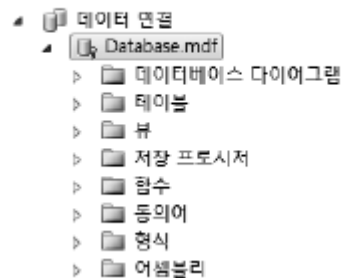 데이터 연결
Database.mdf
데이터베이스 다이어그램
테이블
뷰
저장 프로시저
함수
동의어
형식
어셈블리